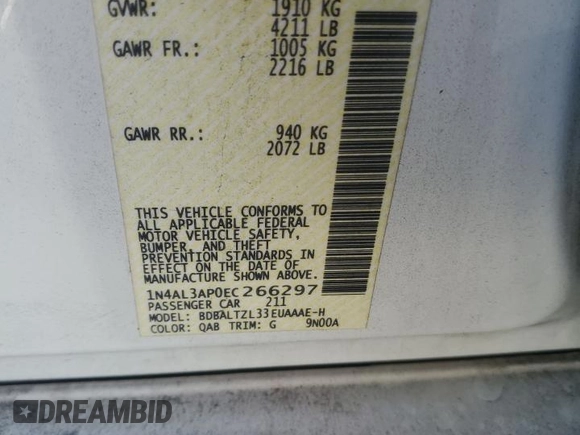 GVWR: 1910 KG
4211 LB
GAWR FR.: 1005 KG
2216 LB
GAWR RR.: 940 KG
2072 LB
THIS VEHICLE CONFORMS TO
ALL APPLICABLE FEDERAL
MOTOR VEHICLE SAFETY,
BUMPER, AND THEFT
PREVENTION STANDARDS IN
EFFECT ON THE DATE OF
MANUFACTURE SHOWN ABOVE.
1N4AL3AP0EC266297
PASSENGER CAR 211
MODEL: BDBALTZL33EUAAAE-H
COLOR: QAB TRIM: G 9N00A
DREAMBID